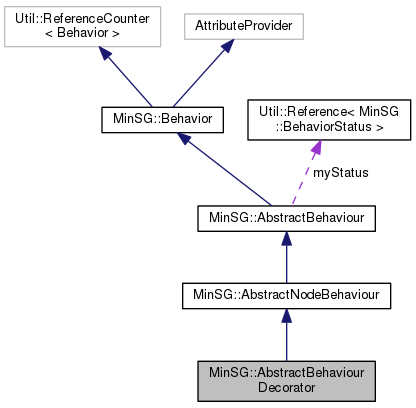 Util::ReferenceCounter
< Behavior >
AttributeProvider
MinSG::Behavior
Util::Reference< MinSG
::BehaviorStatus >
myStatus
MinSG::AbstractBehaviour
MinSG::AbstractNodeBehaviour
MinSG::AbstractBehaviour
Decorator